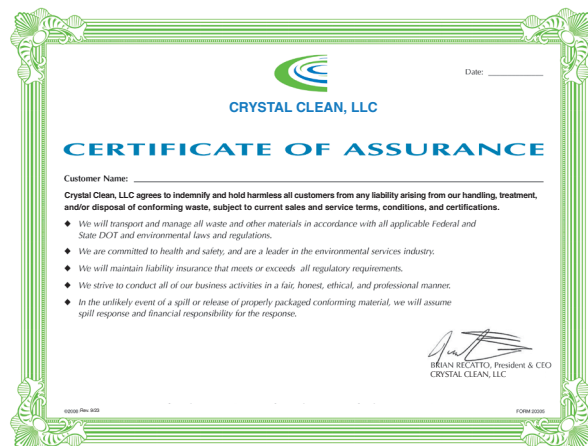 Date:
CRYSTAL CLEAN, LLC
CERTIFICATE OF ASSURANCE
Customer Name:
Crystal Clean, LLC agrees to indemnify and hold harmless all customers from any liability arising from our handling, treatment,
and/or disposal of conforming waste, subject to current sales and service terms, conditions, and certifications.
◆ We will transport and manage all waste and other materials in accordance with all applicable Federal and
State DOT and environmental laws and regulations.
◆ We are committed to health and safety, and are a leader in the environmental services industry.
◆ We will maintain liability insurance that meets or exceeds all regulatory requirements.
◆ We strive to conduct all of our business activities in a fair, honest, ethical, and professional manner.
◆ In the unlikely event of a spill or release of properly packaged conforming material, we will assume
spill response and financial responsibility for the response.
BRIAN RECATTO, President & CEO
CRYSTAL CLEAN, LLC
Rev. 9/23
FORM